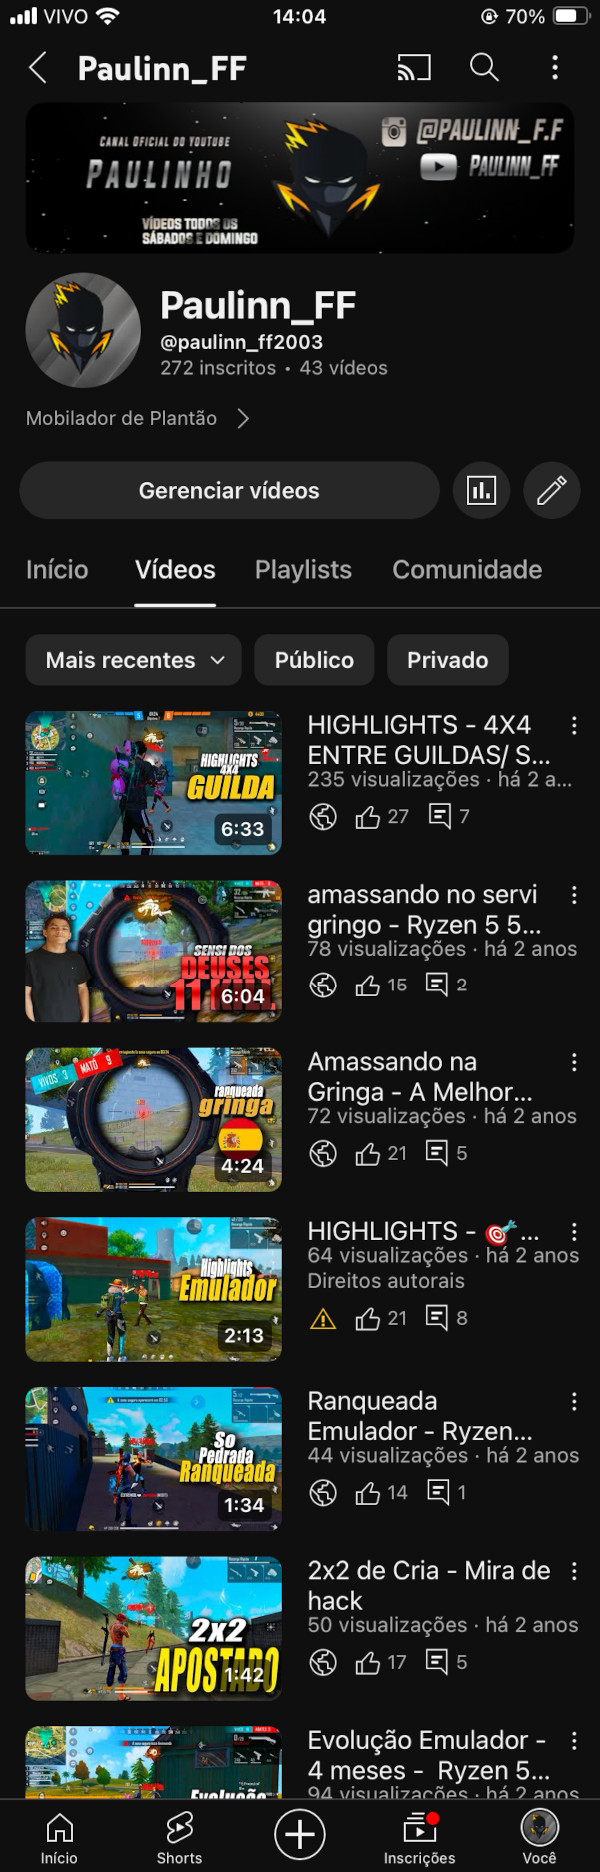 VIVO 14:04 70%
Paulinn_FF
CANAL OFICIAL DO YOUTUBE
PAULINHO
VÍDEOS TODOS OS
SÁBADOS E DOMINGO
@PAULINN_F.F
PAULINN_FF
Paulinn_FF
@paulinn_ff2003
272 inscritos • 43 vídeos
Mobilador de Plantão
Gerenciar vídeos
Início Vídeos Playlists Comunidade
Mais recentes Público Privado
HIGHLIGHTS
4X4
GUILDA
6:33
HIGHLIGHTS - 4X4
ENTRE GUILDAS/ S...
235 visualizações · há 2 a...
27 7
SENSI DOS
DEUSES
11 KILL
6:04
amassando no servi
gringo - Ryzen 5 5...
78 visualizações · há 2 anos
15 2
VIVOS 3 MATÔ 9
ranqueada
gringa
4:24
Amassando na
Gringa - A Melhor...
72 visualizações · há 2 anos
21 5
Highlights
Emulador
2:13
HIGHLIGHTS - 🎯...
64 visualizações · há 2 anos
Direitos autorais
21 8
So
Pedrada
Ranqueada
1:34
Ranqueada
Emulador - Ryzen...
44 visualizações · há 2 anos
14 1
2x2
APOSTADO
1:42
2x2 de Cria - Mira de
hack
50 visualizações · há 2 anos
17 5
Evolução
Evolução Emulador -
4 meses - Ryzen 5...
94 visualizações · há 2 anos
Início Shorts Inscrições Você